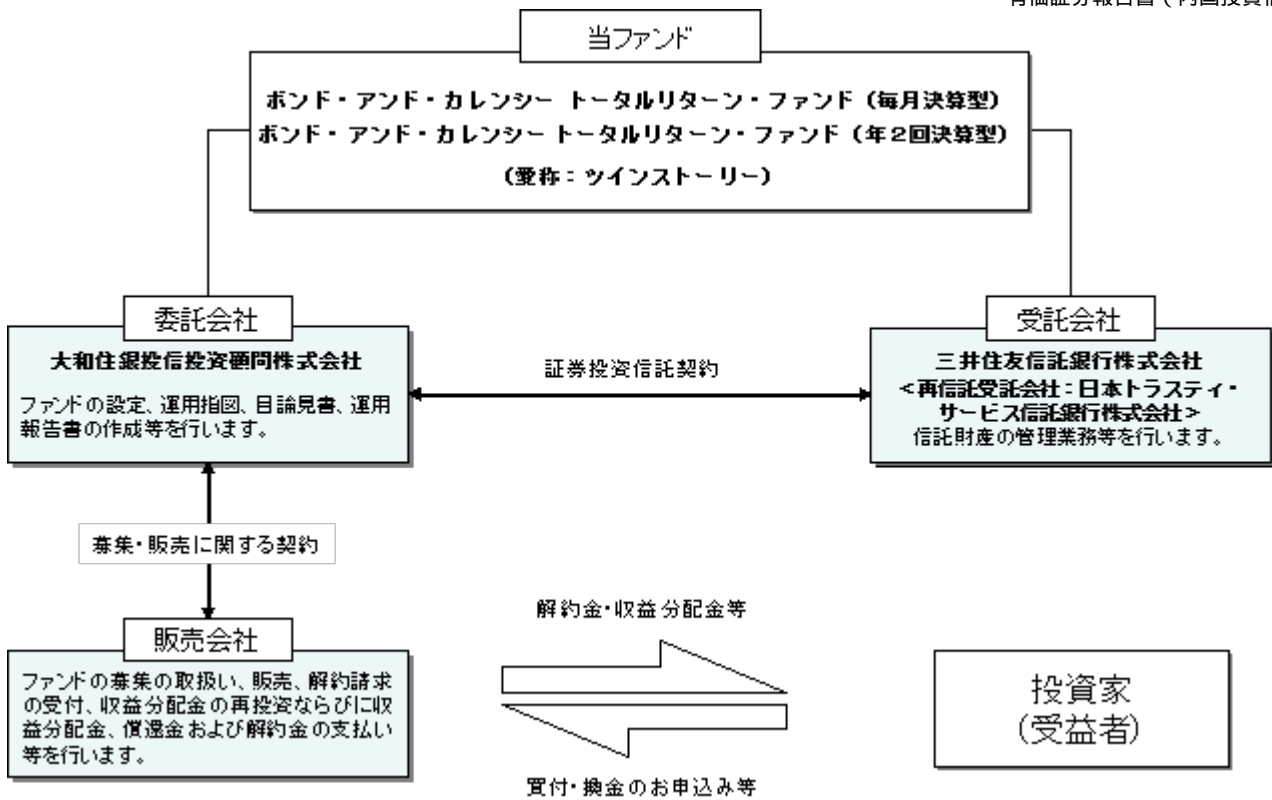 当ファンド
ボンド・アンド・カレンシー トータルリターン・ファンド（毎月決算型）
ボンド・アンド・カレンシー トータルリターン・ファンド（年２回決算型）
（愛称：ツインストーリー）
委託会社
大和住銀投信投資顧問株式会社
ファンドの設定、運用指図、目論見書、運用
報告書の作成等を行います。
証券投資信託契約
受託会社
三井住友信託銀行株式会社
＜再信託受託会社：日本トラスティ・
サービス信託銀行株式会社＞
信託財産の管理業務等を行います。
募集・販売に関する契約
販売会社
ファンドの募集の取扱い、販売、解約請求
の受付、収益分配金の再投資ならびに収
益分配金、償還金および解約金の支払い
等を行います。
解約金・収益分配金等
買付・換金のお申込み等
投資家
（受益者）